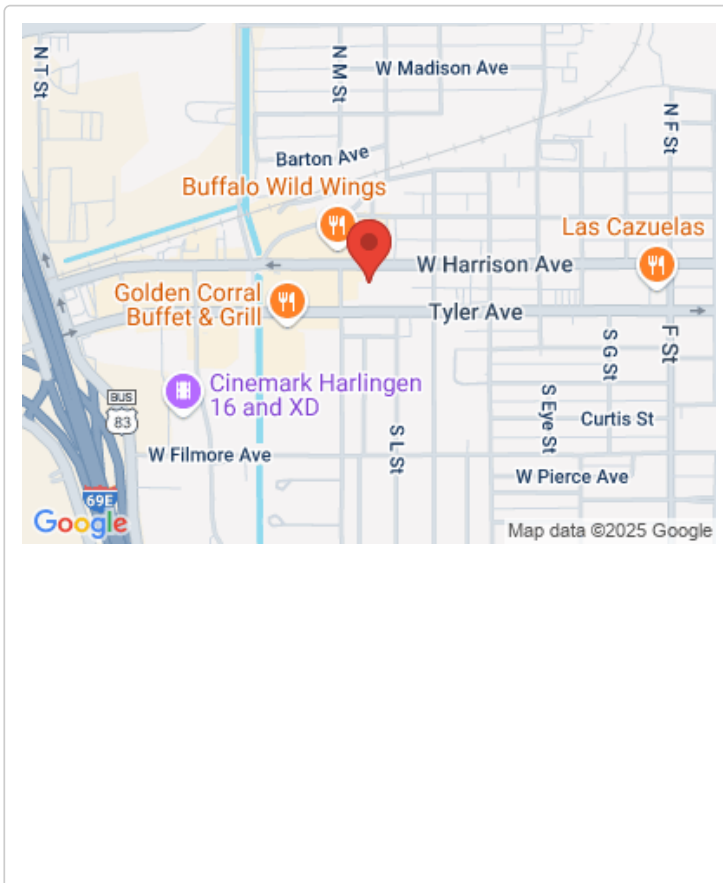 N T St
N M St
W Madison Ave
N F St
Barton Ave
Buffalo Wild Wings
Las Cazuelas
W Harrison Ave
Golden Corral
Buffet & Grill
Tyler Ave
S G St
F St
Cinemark Harlingen
16 and XD
BUS
83
S Eye St
Curtis St
S L St
W Filmore Ave
W Pierce Ave
69E
Google
Map data ©2025 Google